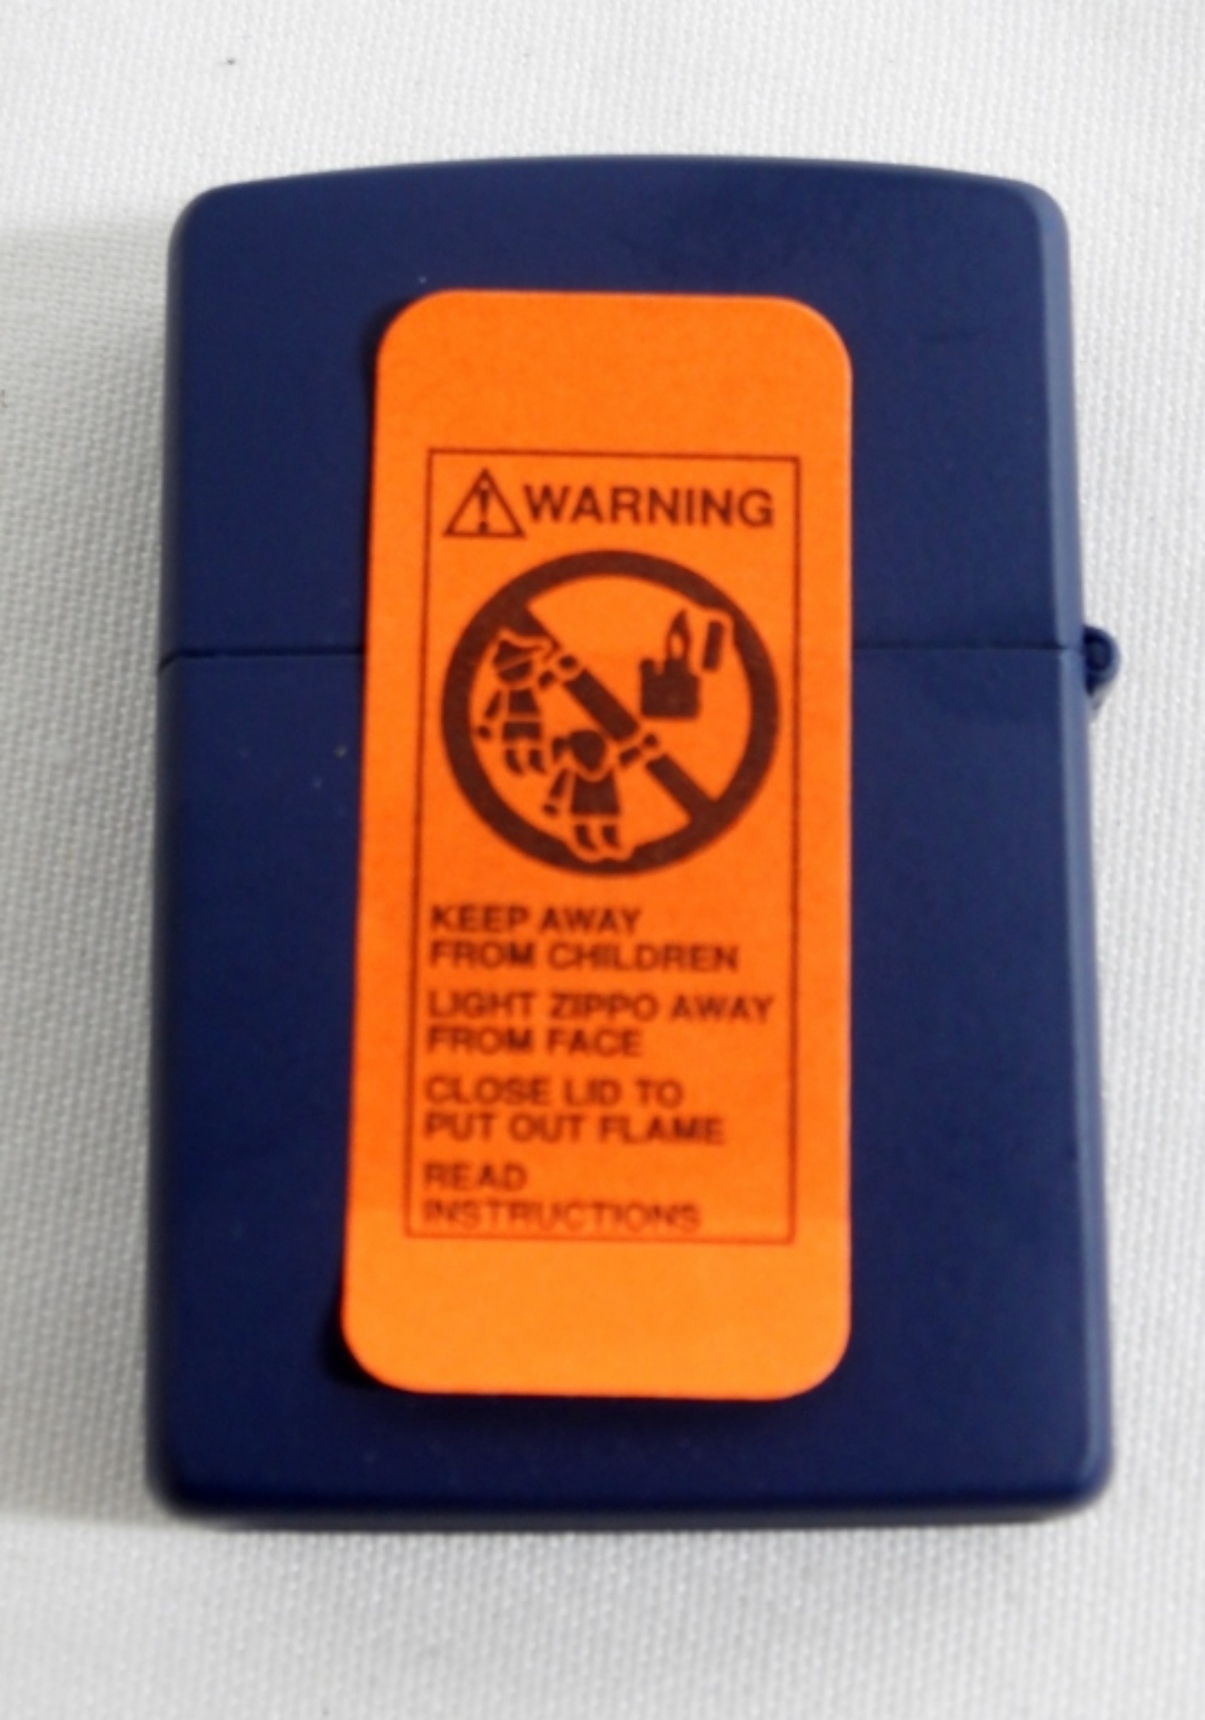 WARNING
KEEP AWAY
FROM CHILDREN
LIGHT ZIPPO AWAY
FROM FACE
CLOSE LID TO
PUT OUT FLAME
READ
INSTRUCTIONS